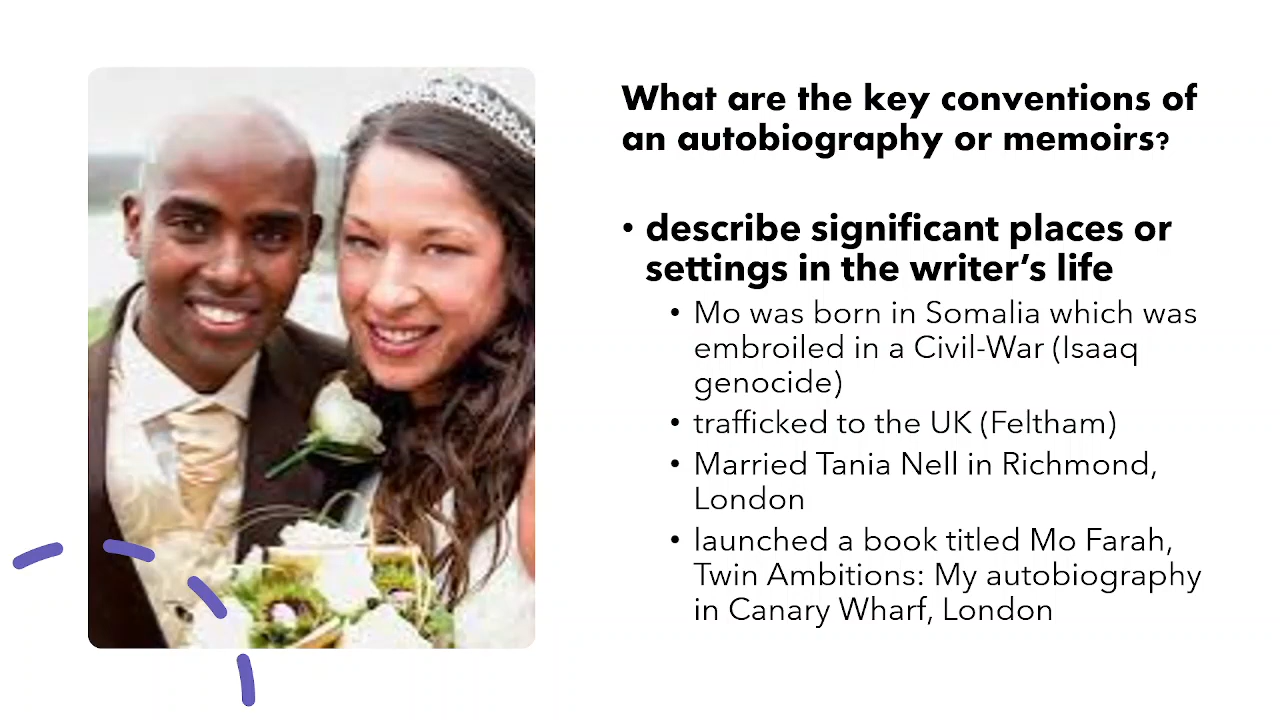 What are the key conventions of
an autobiography or memoirs?
• describe significant places or
settings in the writer’s life
• Mo was born in Somalia which was
embroiled in a Civil-War (Isaaq
genocide)
• trafficked to the UK (Feltham)
• Married Tania Nell in Richmond,
London
• launched a book titled Mo Farah,
Twin Ambitions: My autobiography
in Canary Wharf, London